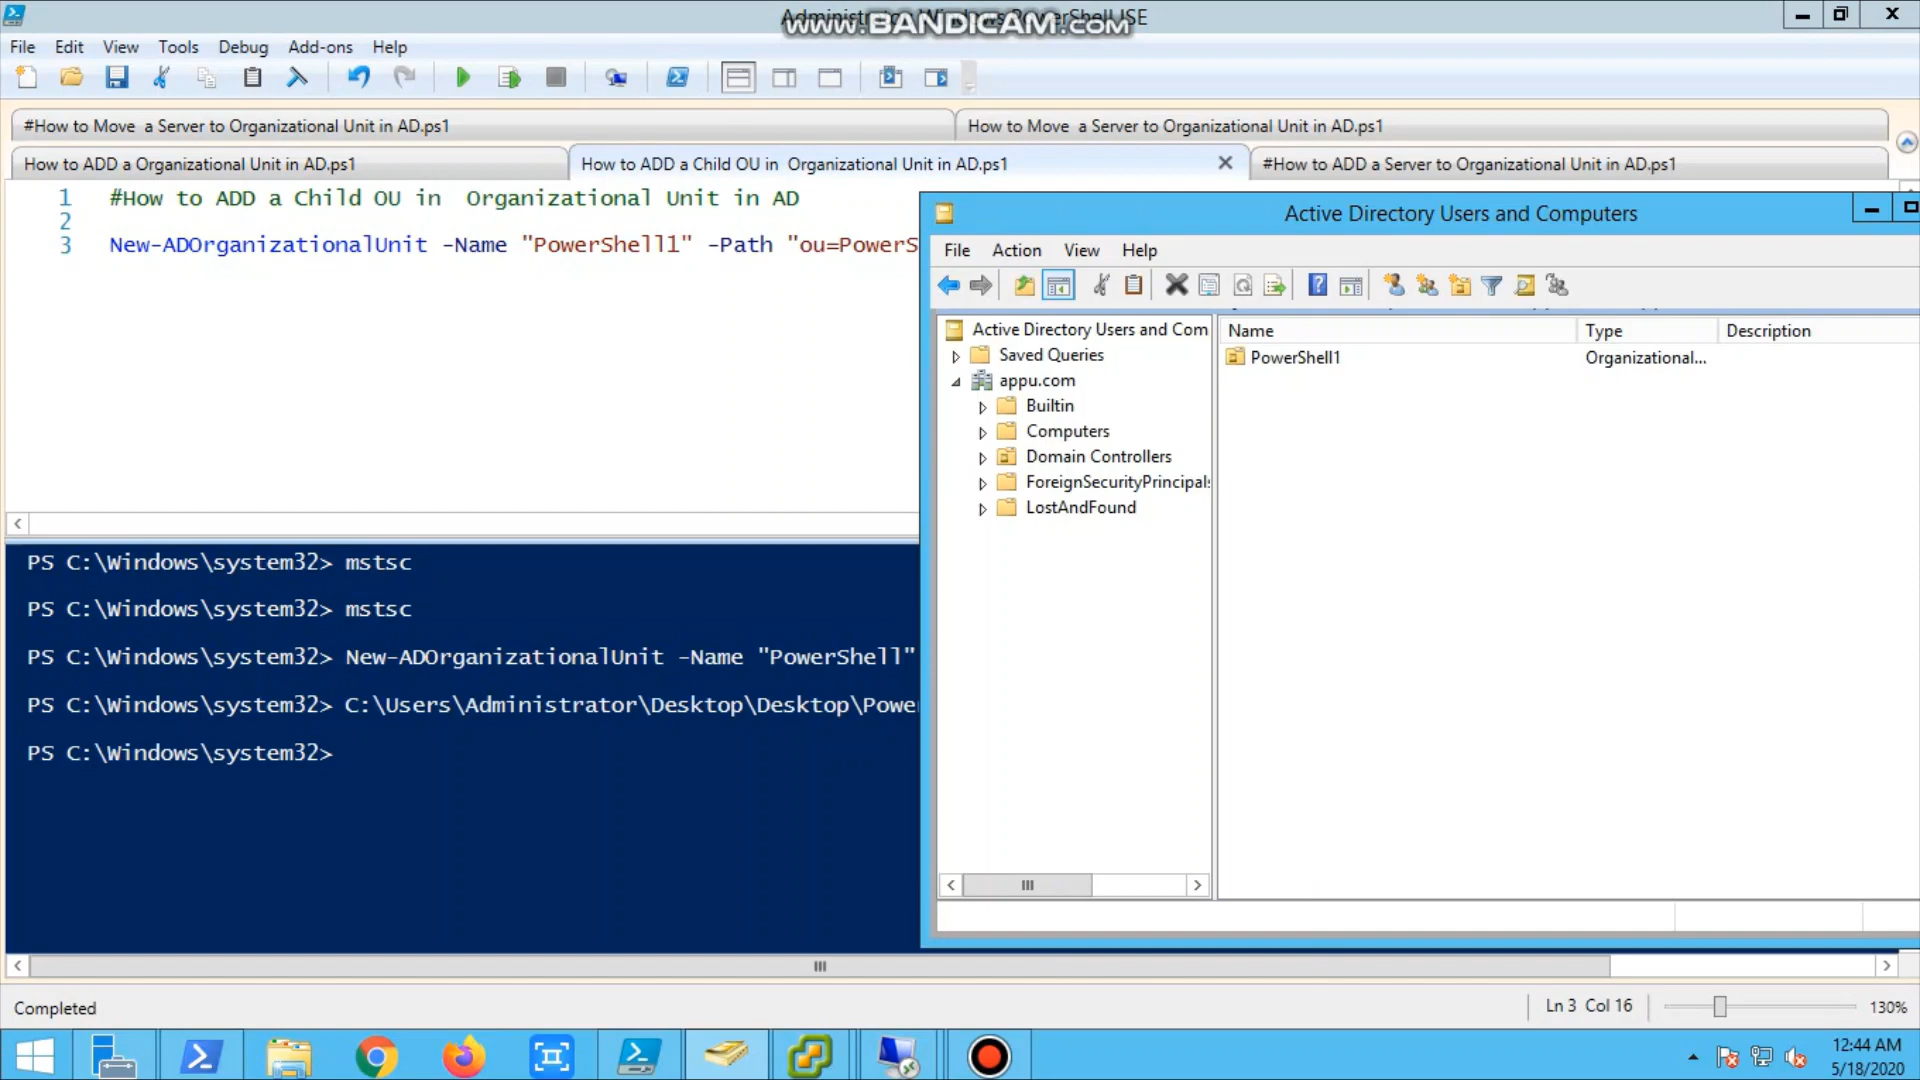 Administrator: Windows PowerShell ISE
www.BANDICAM.com
File Edit View Tools Debug Add-ons Help
#How to Move  a Server to Organizational Unit in AD.ps1
How to Move  a Server to Organizational Unit in AD.ps1
How to ADD a Organizational Unit in AD.ps1
How to ADD a Child OU in  Organizational Unit in AD.ps1
#How to ADD a Server to Organizational Unit in AD.ps1
1 #How to ADD a Child OU in  Organizational Unit in AD
2
3 New-ADOrganizationalUnit -Name "PowerShell1" -Path "ou=PowerS
PS C:\Windows\system32> mstsc
PS C:\Windows\system32> mstsc
PS C:\Windows\system32> New-ADOrganizationalUnit -Name "PowerShell"
PS C:\Windows\system32> C:\Users\Administrator\Desktop\Desktop\Power
PS C:\Windows\system32>
Active Directory Users and Computers
File Action View Help
Active Directory Users and Com
Saved Queries
appu.com
Builtin
Computers
Domain Controllers
ForeignSecurityPrincipals
LostAndFound
Name Type Description
PowerShell1 Organizational...
Completed
Ln 3 Col 16
130%
12:44 AM
5/18/2020